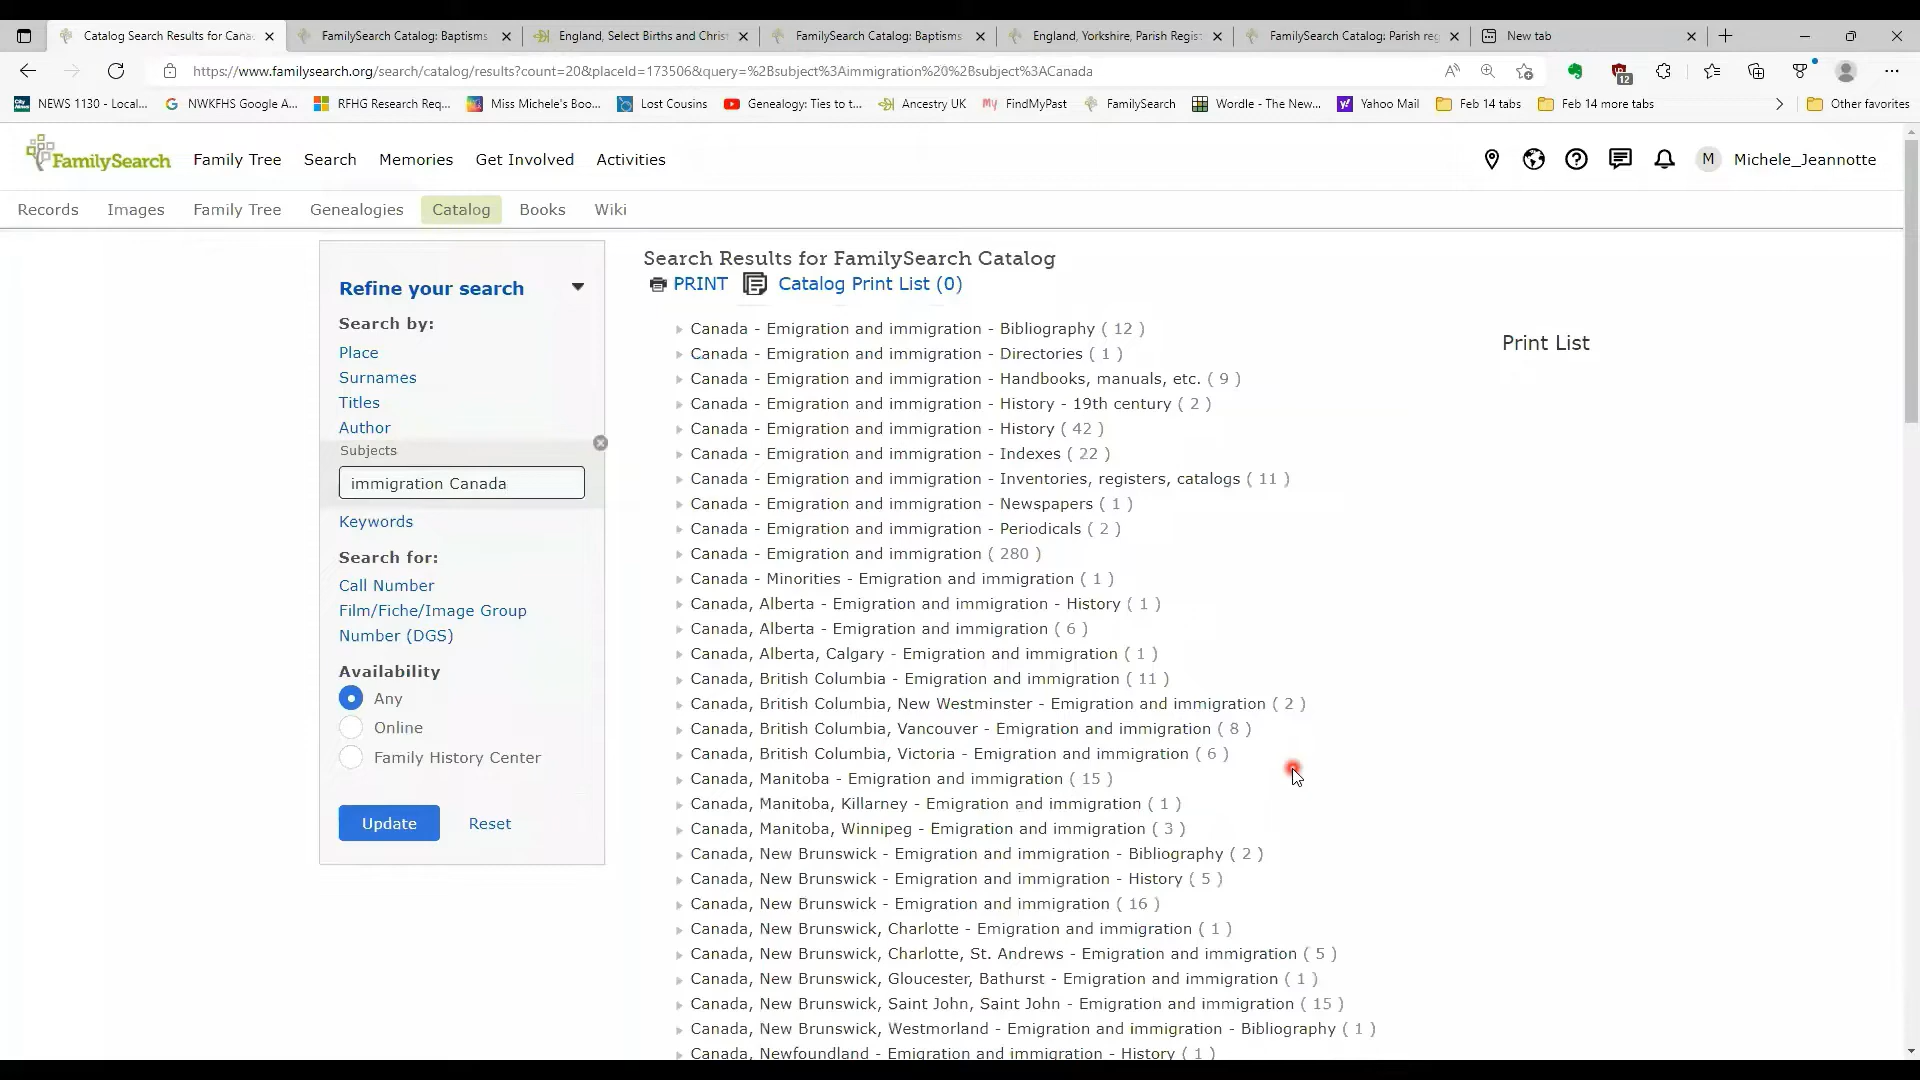 Catalog Search Results for Cana
FamilySearch Catalog: Baptisms
England, Select Births and Christ
FamilySearch Catalog: Baptisms
England, Yorkshire, Parish Regist
FamilySearch Catalog: Parish reg
New tab
https://www.familysearch.org/search/catalog/results?count=20&placeId=173506&query=%2Bsubject%3Aimmigration%20%2Bsubject%3ACanada
12
NEWS 1130 - Local...
NWKFHS Google A...
RFHG Research Req...
Miss Michele's Boo...
Lost Cousins
Genealogy: Ties to t...
Ancestry UK
FindMyPast
FamilySearch
Wordle - The New...
Yahoo Mail
Feb 14 tabs
Feb 14 more tabs
Other favorites
FamilySearch
Family Tree
Search
Memories
Get Involved
Activities
M
Michele_Jeannotte
Records
Images
Family Tree
Genealogies
Catalog
Books
Wiki
Refine your search
Search by:
Place
Surnames
Titles
Author
Subjects
immigration Canada
Keywords
Search for:
Call Number
Film/Fiche/Image Group
Number (DGS)
Availability
Any
Online
Family History Center
Update
Reset
Search Results for FamilySearch Catalog
PRINT
Catalog Print List (0)
Canada - Emigration and immigration - Bibliography ( 12 )
Canada - Emigration and immigration - Directories ( 1 )
Canada - Emigration and immigration - Handbooks, manuals, etc. ( 9 )
Canada - Emigration and immigration - History - 19th century ( 2 )
Canada - Emigration and immigration - History ( 42 )
Canada - Emigration and immigration - Indexes ( 22 )
Canada - Emigration and immigration - Inventories, registers, catalogs ( 11 )
Canada - Emigration and immigration - Newspapers ( 1 )
Canada - Emigration and immigration - Periodicals ( 2 )
Canada - Emigration and immigration ( 280 )
Canada - Minorities - Emigration and immigration ( 1 )
Canada, Alberta - Emigration and immigration - History ( 1 )
Canada, Alberta - Emigration and immigration ( 6 )
Canada, Alberta, Calgary - Emigration and immigration ( 1 )
Canada, British Columbia - Emigration and immigration ( 11 )
Canada, British Columbia, New Westminster - Emigration and immigration ( 2 )
Canada, British Columbia, Vancouver - Emigration and immigration ( 8 )
Canada, British Columbia, Victoria - Emigration and immigration ( 6 )
Canada, Manitoba - Emigration and immigration ( 15 )
Canada, Manitoba, Killarney - Emigration and immigration ( 1 )
Canada, Manitoba, Winnipeg - Emigration and immigration ( 3 )
Canada, New Brunswick - Emigration and immigration - Bibliography ( 2 )
Canada, New Brunswick - Emigration and immigration - History ( 5 )
Canada, New Brunswick - Emigration and immigration ( 16 )
Canada, New Brunswick, Charlotte - Emigration and immigration ( 1 )
Canada, New Brunswick, Charlotte, St. Andrews - Emigration and immigration ( 5 )
Canada, New Brunswick, Gloucester, Bathurst - Emigration and immigration ( 1 )
Canada, New Brunswick, Saint John, Saint John - Emigration and immigration ( 15 )
Canada, New Brunswick, Westmorland - Emigration and immigration - Bibliography ( 1 )
Canada, Newfoundland - Emigration and immigration - History ( 1 )
Print List